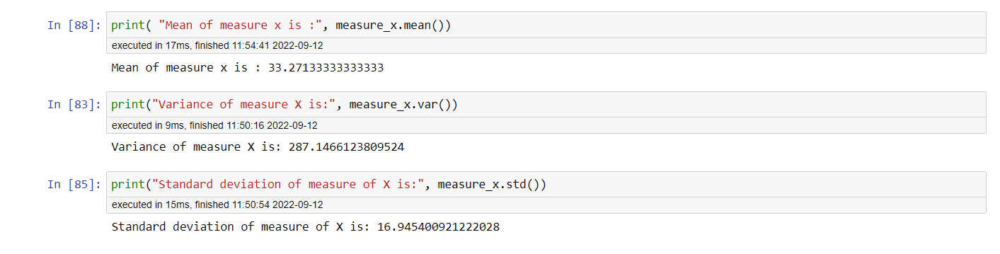 In [88]: print( "Mean of measure x is :", measure_x.mean())
executed in 17ms, finished 11:54:41 2022-09-12
Mean of measure x is : 33.27133333333333
In [83]: print("Variance of measure X is:", measure_x.var())
executed in 9ms, finished 11:50:16 2022-09-12
Variance of measure X is: 287.1466123809524
In [85]: print("Standard deviation of measure of X is:", measure_x.std())
executed in 15ms, finished 11:50:54 2022-09-12
Standard deviation of measure of X is: 16.945400921222028